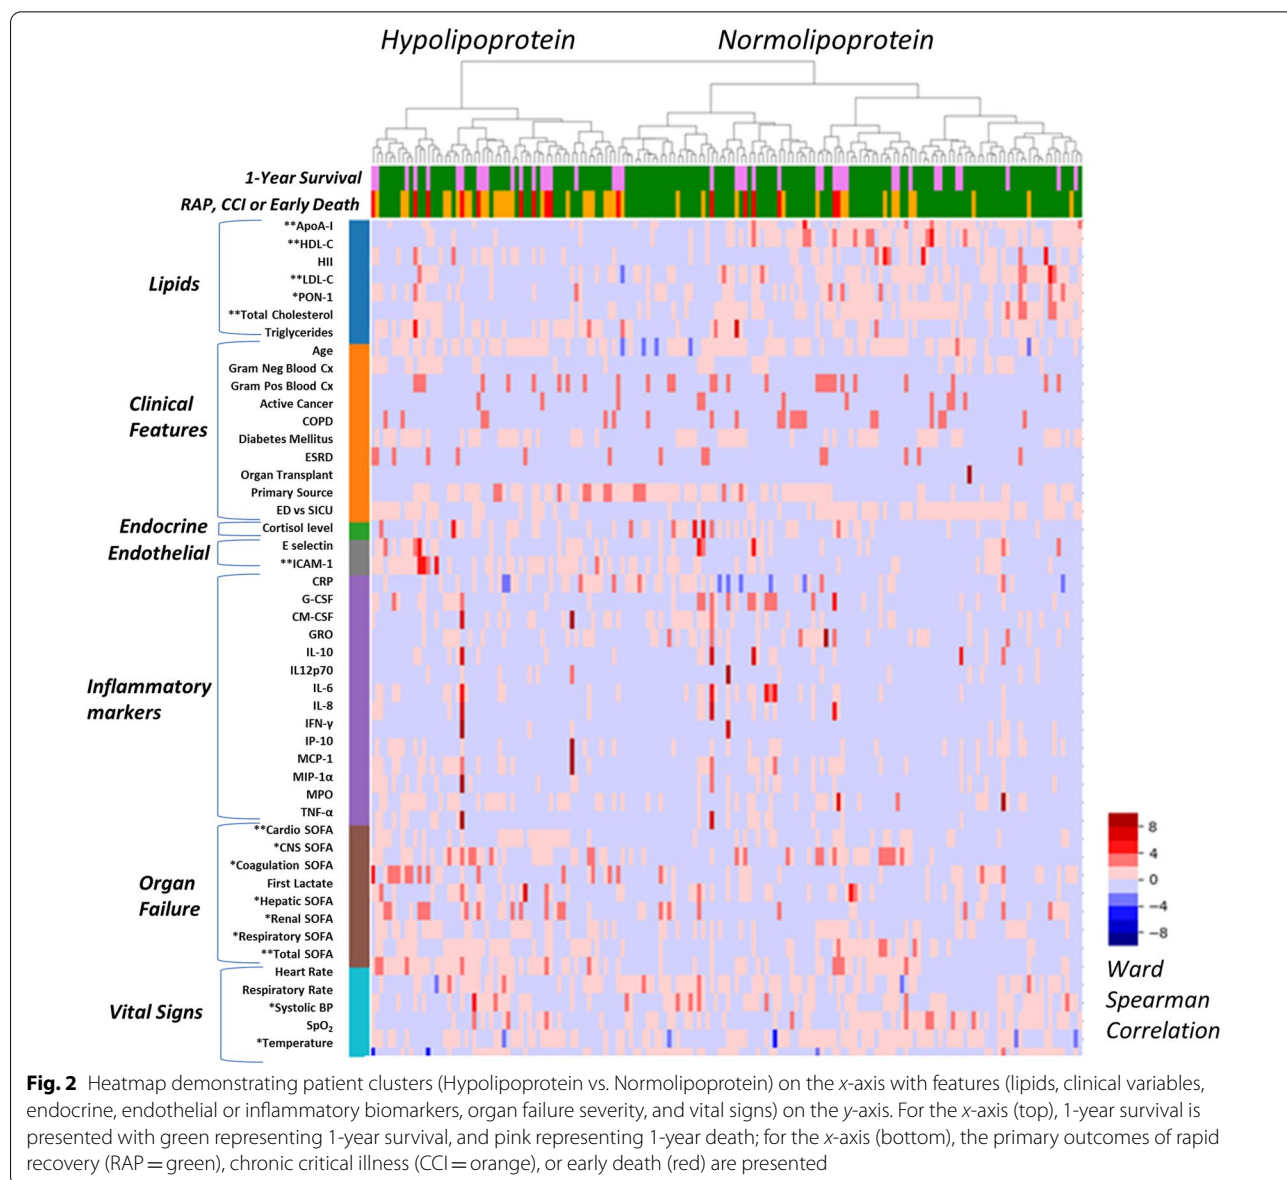 Hypolipoprotein Normolipoprotein
1-Year Survival
RAP, CCI or Early Death
Lipids
**ApoA-I
**HDL-C
HII
**LDL-C
*PON-1
**Total Cholesterol
Triglycerides
Clinical
Features
Age
Gram Neg Blood Cx
Gram Pos Blood Cx
Active Cancer
COPD
Diabetes Mellitus
ESRD
Organ Transplant
Primary Source
ED vs SICU
Endocrine
Cortisol level
Endothelial
E selectin
**ICAM-1
Inflammatory
markers
CRP
G-CSF
CM-CSF
GRO
IL-10
IL12p70
IL-6
IL-8
IFN-γ
IP-10
MCP-1
MIP-1α
MPO
TNF-α
Organ
Failure
**Cardio SOFA
*CNS SOFA
*Coagulation SOFA
First Lactate
*Hepatic SOFA
*Renal SOFA
*Respiratory SOFA
**Total SOFA
Vital Signs
Heart Rate
Respiratory Rate
*Systolic BP
SpO₂
*Temperature
8
4
0
−4
−8
Ward
Spearman
Correlation
Fig. 2 Heatmap demonstrating patient clusters (Hypolipoprotein vs. Normolipoprotein) on the x-axis with features (lipids, clinical variables,
endocrine, endothelial or inflammatory biomarkers, organ failure severity, and vital signs) on the y-axis. For the x-axis (top), 1-year survival is
presented with green representing 1-year survival, and pink representing 1-year death; for the x-axis (bottom), the primary outcomes of rapid
recovery (RAP = green), chronic critical illness (CCI = orange), or early death (red) are presented